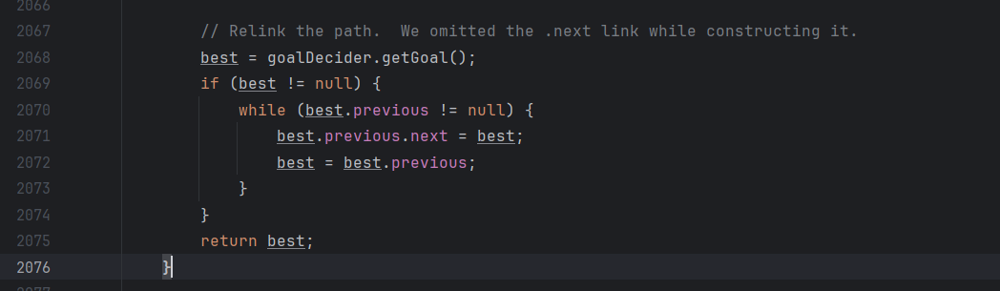 2066
2067 // Relink the path.  We omitted the .next link while constructing it.
2068 best = goalDecider.getGoal();
2069 if (best != null) {
2070 while (best.previous != null) {
2071 best.previous.next = best;
2072 best = best.previous;
2073 }
2074 }
2075 return best;
2076 }
2077